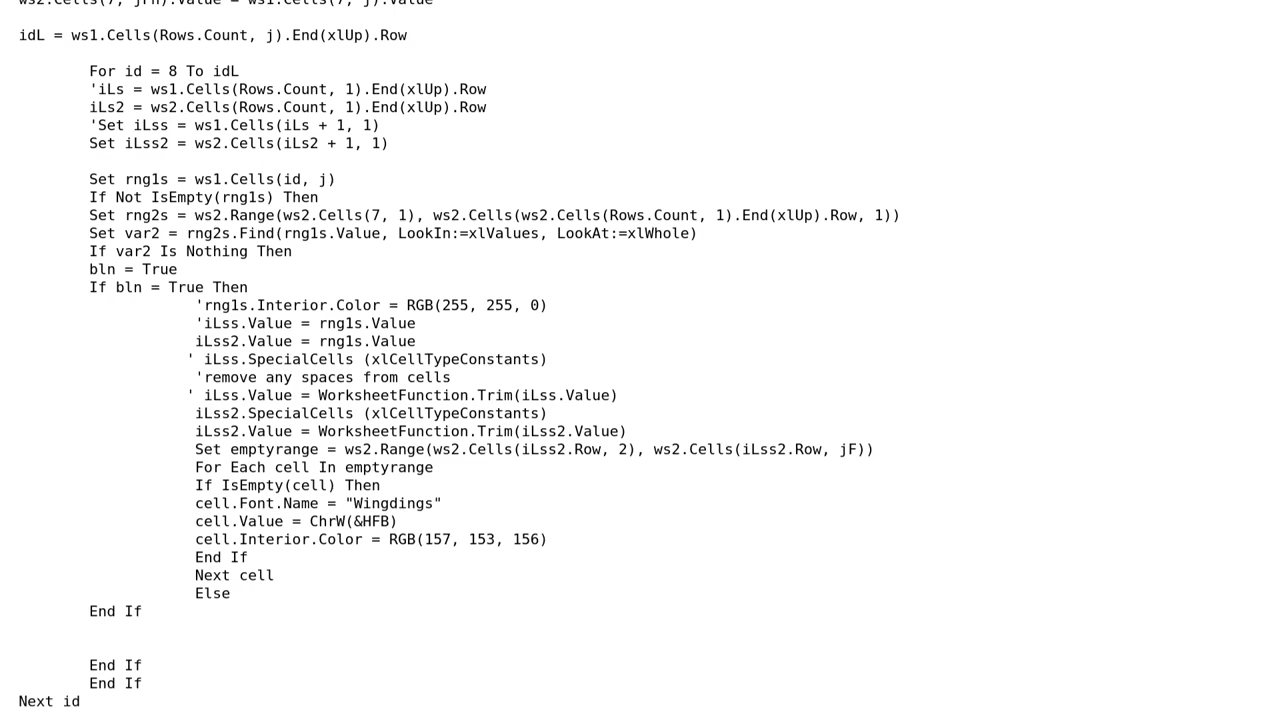 ws2.Cells(7, jFh).Value = ws1.Cells(7, j).Value
idL = ws1.Cells(Rows.Count, j).End(xlUp).Row
For id = 8 To idL
'iLs = ws1.Cells(Rows.Count, 1).End(xlUp).Row
iLs2 = ws2.Cells(Rows.Count, 1).End(xlUp).Row
'Set iLss = ws1.Cells(iLs + 1, 1)
Set iLss2 = ws2.Cells(iLs2 + 1, 1)
Set rng1s = ws1.Cells(id, j)
If Not IsEmpty(rng1s) Then
Set rng2s = ws2.Range(ws2.Cells(7, 1), ws2.Cells(ws2.Cells(Rows.Count, 1).End(xlUp).Row, 1))
Set var2 = rng2s.Find(rng1s.Value, LookIn:=xlValues, LookAt:=xlWhole)
If var2 Is Nothing Then
bln = True
If bln = True Then
'rng1s.Interior.Color = RGB(255, 255, 0)
'iLss.Value = rng1s.Value
iLss2.Value = rng1s.Value
' iLss.SpecialCells (xlCellTypeConstants)
'remove any spaces from cells
' iLss.Value = WorksheetFunction.Trim(iLss.Value)
iLss2.SpecialCells (xlCellTypeConstants)
iLss2.Value = WorksheetFunction.Trim(iLss2.Value)
Set emptyrange = ws2.Range(ws2.Cells(iLss2.Row, 2), ws2.Cells(iLss2.Row, jF))
For Each cell In emptyrange
If IsEmpty(cell) Then
cell.Font.Name = "Wingdings"
cell.Value = ChrW(&HFB)
cell.Interior.Color = RGB(157, 153, 156)
End If
Next cell
Else
End If
End If
End If
Next id